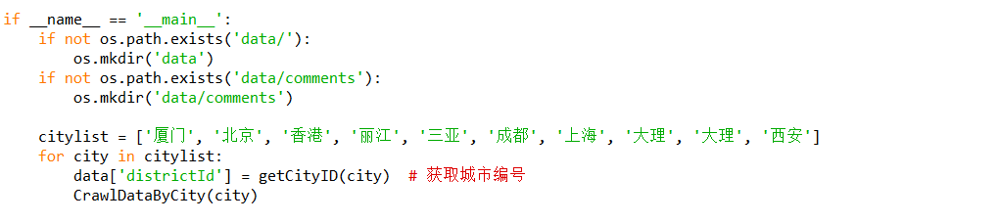 if __name__ == '__main__':
    if not os.path.exists('data/'):
        os.mkdir('data')
    if not os.path.exists('data/comments'):
        os.mkdir('data/comments')
    citylist = ['厦门', '北京', '香港', '丽江', '三亚', '成都', '上海', '大理', '大理', '西安']
    for city in citylist:
        data['districtId'] = getCityID(city)  # 获取城市编号
        CrawlDataByCity(city)